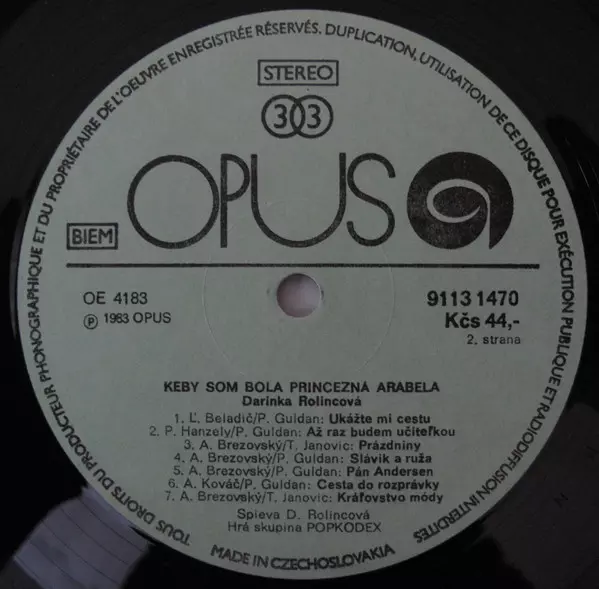 TOUS DROITS DU PRODUCTEUR PHONOGRAPHIQUE ET DU PROPRIÉTAIRE DE L'OEUVRE ENREGISTRÉE RÉSERVÉS. DUPLICATION, UTILISATION DE CE DISQUE POUR EXÉCUTION PUBLIQUE ET RADIODIFFUSION INTERDITES
STEREO
33
OPUS
BIEM
OE 4183
℗ 1983 OPUS
9113 1470
Kčs 44,-
2. strana
KEBY SOM BOLA PRINCEZNÁ ARABELA
Darinka Rolincová
1. Ľ. Beladič/P. Guldan: Ukážte mi cestu
2. P. Hanzely/P. Guldan: Až raz budem učiteľkou
3. A. Brezovský/T. Janovic: Prázdniny
4. A. Brezovský/P. Guldan: Slávik a ruža
5. A. Brezovský/P. Guldan: Pán Andersen
6. A. Kováč/P. Guldan: Cesta do rozprávky
7. A. Brezovský/T. Janovic: Kráľovstvo módy
Spieva D. Rolincová
Hrá skupina POPKODEX
MADE IN CZECHOSLOVAKIA